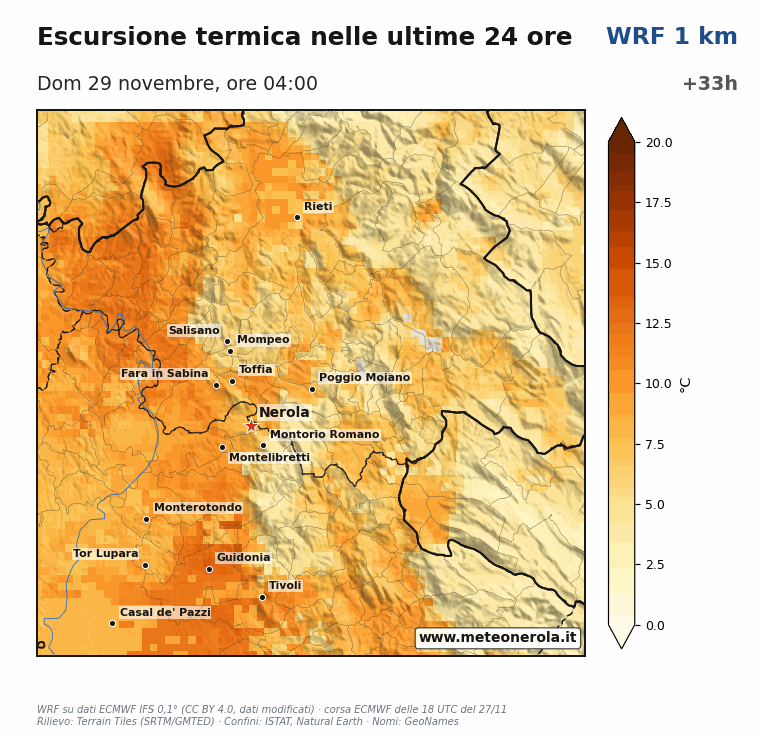 Escursione termica nelle ultime 24 ore
WRF 1 km
Dom 29 novembre, ore 04:00
+33h
Rieti
Salisano
Mompeo
Fara in Sabina
Toffia
Poggio Moiano
Nerola
Montorio Romano
Montelibretti
Monterotondo
Tor Lupara
Guidonia
Tivoli
Casal de' Pazzi
www.meteonerola.it
20.0
17.5
15.0
12.5
10.0
7.5
5.0
2.5
0.0
°C
WRF su dati ECMWF IFS 0,1° (CC BY 4.0, dati modificati) · corsa ECMWF delle 18 UTC del 27/11
Rilievo: Terrain Tiles (SRTM/GMTED) · Confini: ISTAT, Natural Earth · Nomi: GeoNames